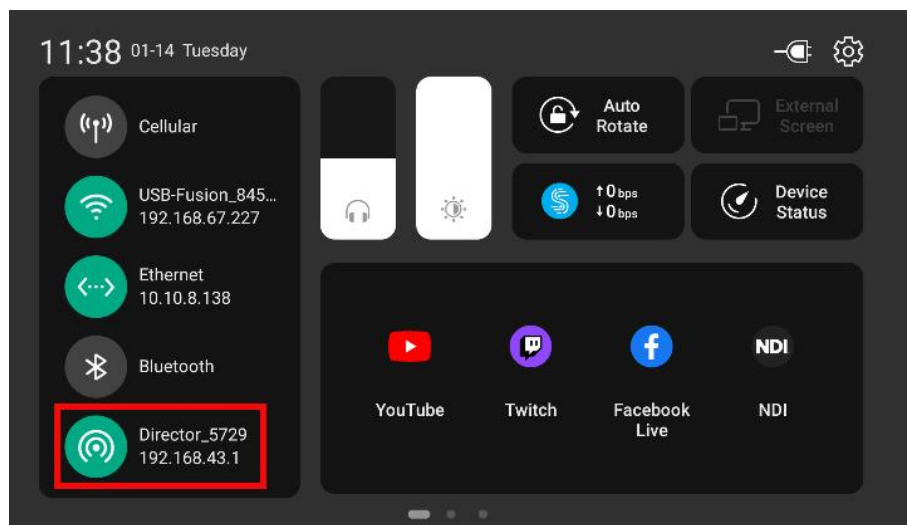 11:38 01-14 Tuesday
Cellular
USB-Fusion_845...
192.168.67.227
Ethernet
10.10.8.138
Bluetooth
Director_5729
192.168.43.1
Auto
Rotate
External
Screen
↑0 bps
↓0 bps
Device
Status
YouTube
Twitch
Facebook
Live
NDI
NDI